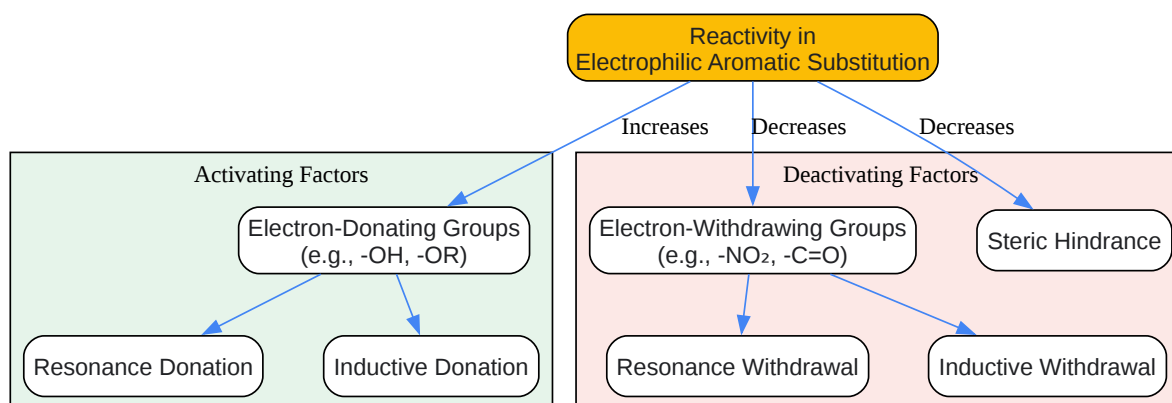 Reactivity in
Electrophilic Aromatic Substitution
Increases
Decreases
Decreases
Activating Factors
Deactivating Factors
Electron-Donating Groups
(e.g., -OH, -OR)
Electron-Withdrawing Groups
(e.g., -NO₂, -C=O)
Steric Hindrance
Resonance Donation
Inductive Donation
Resonance Withdrawal
Inductive Withdrawal